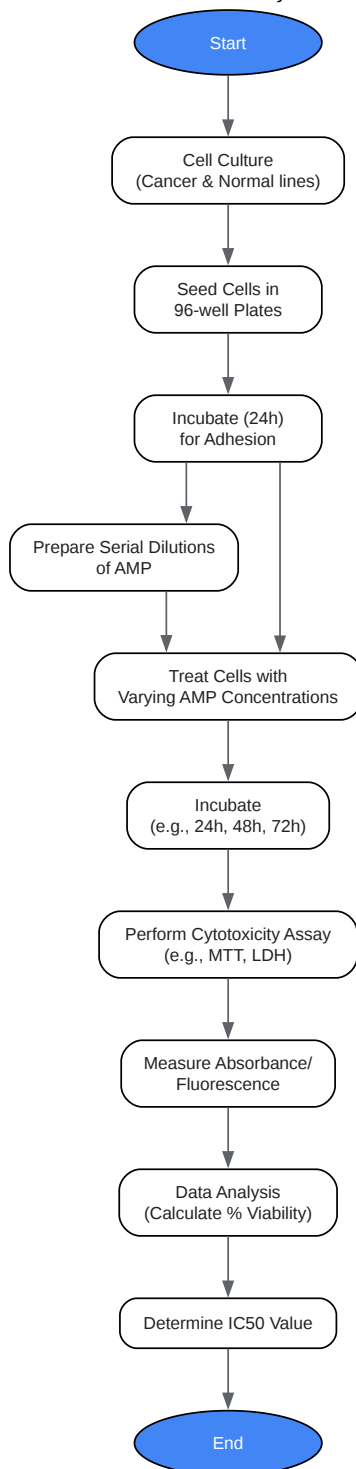 Start
Cell Culture
(Cancer & Normal lines)
Seed Cells in
96-well Plates
Incubate (24h)
for Adhesion
Prepare Serial Dilutions
of AMP
Treat Cells with
Varying AMP Concentrations
Incubate
(e.g., 24h, 48h, 72h)
Perform Cytotoxicity Assay
(e.g., MTT, LDH)
Measure Absorbance/
Fluorescence
Data Analysis
(Calculate % Viability)
Determine IC50 Value
End